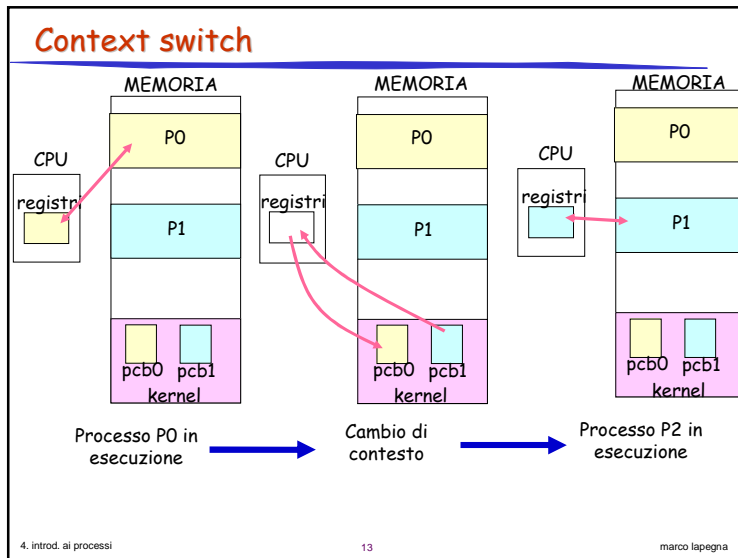 Context switch
MEMORIA
P0
CPU
registri
P1
pcb0 pcb1
kernel
Processo P0 in
esecuzione
MEMORIA
P0
CPU
registri
P1
pcb0 pcb1
kernel
Cambio di
contesto
MEMORIA
P0
CPU
registri
P1
pcb0 pcb1
kernel
Processo P2 in
esecuzione
4. introd. ai processi
13
marco lapegna